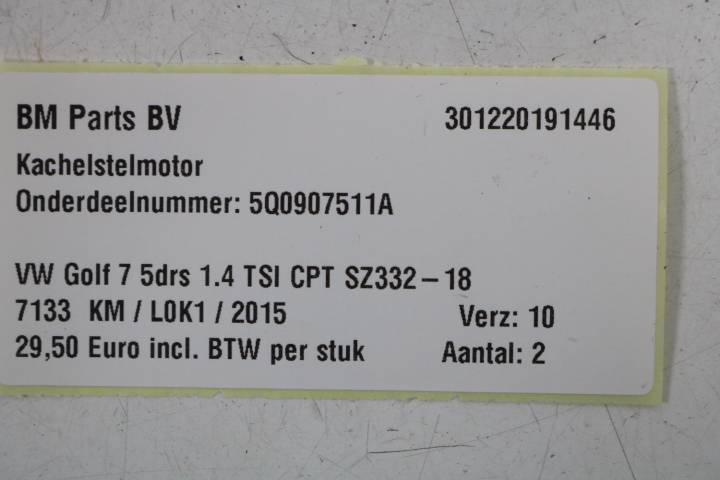 BM Parts BV 301220191446
Kachelstelmotor
Onderdeelnummer: 5Q0907511A
VW Golf 7 5drs 1.4 TSI CPT SZ332-18
7133 KM / L0K1 / 2015 Verz: 10
29,50 Euro incl. BTW per stuk Aantal: 2